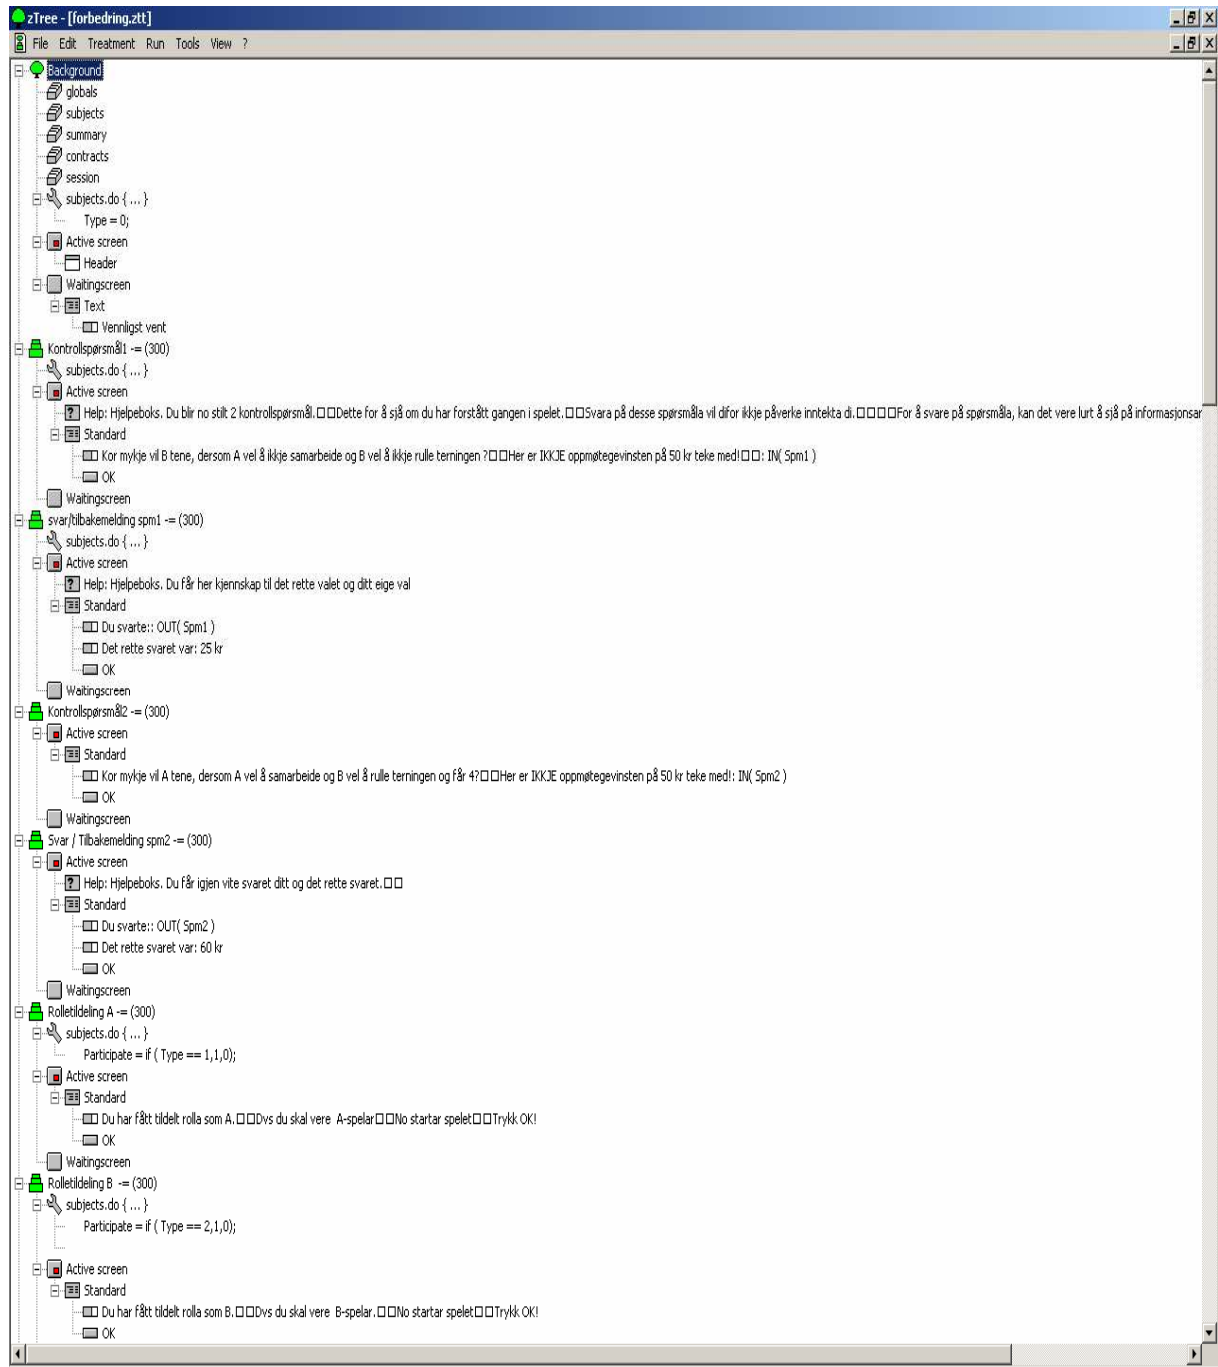 zTree - [forbedring.ztt]
File Edit Treatment Run Tools View ?
Background
globals
subjects
summary
contracts
session
subjects.do { ... }
Type = 0;
Active screen
Header
Waitingscreen
Text
Vennligst vent
Kontrollspørsmål1 -= (300)
subjects.do { ... }
Active screen
Help: Hjelpeboks. Du blir no stilt 2 kontrollspørsmål.□□Dette for å sjå om du har forstått gangen i spelet.□□Svara på desse spørsmåla vil difor ikkje påverke inntekta di.□□□□For å svare på spørsmåla, kan det vere lurt å sjå på informasjonsar
Standard
Kor mykje vil B tene, dersom A vel å ikkje samarbeide og B vel å ikkje rulle terningen ?□□Her er IKKJE oppmøtegevinsten på 50 kr teke med!□□: IN( Spm1 )
OK
Waitingscreen
svar/tilbakemelding spm1 -= (300)
subjects.do { ... }
Active screen
Help: Hjelpeboks. Du får her kjennskap til det rette valet og ditt eige val
Standard
Du svarte:: OUT( Spm1 )
Det rette svaret var: 25 kr
OK
Waitingscreen
Kontrollspørsmål2 -= (300)
Active screen
Standard
Kor mykje vil A tene, dersom A vel å samarbeide og B vel å rulle terningen og får 4?□□Her er IKKJE oppmøtegevinsten på 50 kr teke med!: IN( Spm2 )
OK
Waitingscreen
Svar / Tilbakemelding spm2 -= (300)
Active screen
Help: Hjelpeboks. Du får igjen vite svaret ditt og det rette svaret.□□
Standard
Du svarte:: OUT( Spm2 )
Det rette svaret var: 60 kr
OK
Waitingscreen
Rolletildeling A -= (300)
subjects.do { ... }
Participate = if ( Type == 1,1,0);
Active screen
Standard
Du har fått tildelt rolla som A.□□Dvs du skal vere  A-spelar□□No startar spelet□□Trykk OK!
OK
Waitingscreen
Rolletildeling B  -= (300)
subjects.do { ... }
Participate = if ( Type == 2,1,0);
Active screen
Standard
Du har fått tildelt rolla som B.□□Dvs du skal vere  B-spelar.□□No startar spelet□□Trykk OK!
OK